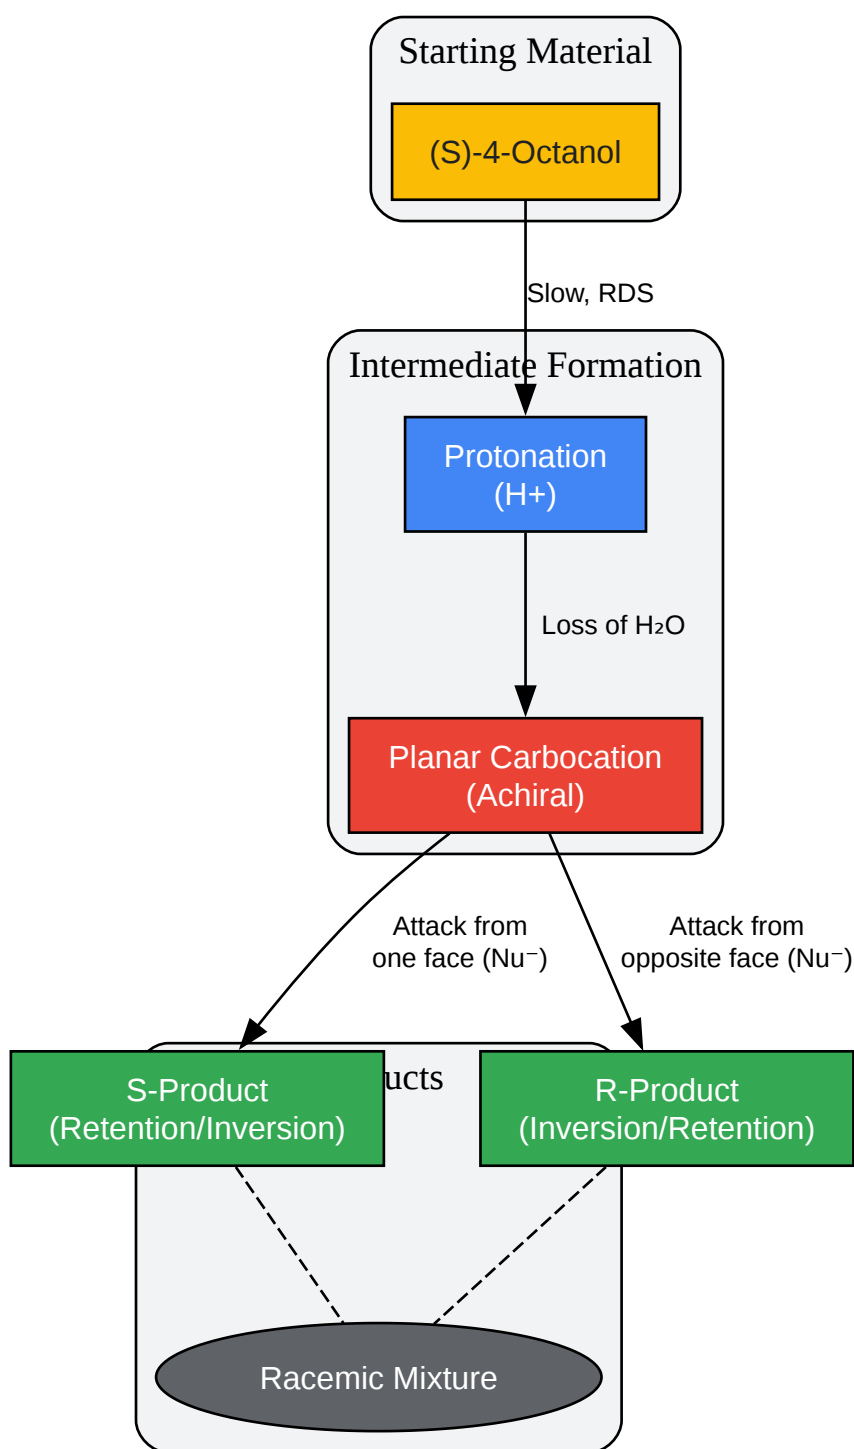 Starting Material
(S)-4-Octanol
Slow, RDS
Intermediate Formation
Protonation
(H+)
Loss of H₂O
Planar Carbocation
(Achiral)
Attack from
one face (Nu⁻)
Attack from
opposite face (Nu⁻)
ucts
S-Product
(Retention/Inversion)
R-Product
(Inversion/Retention)
Racemic Mixture